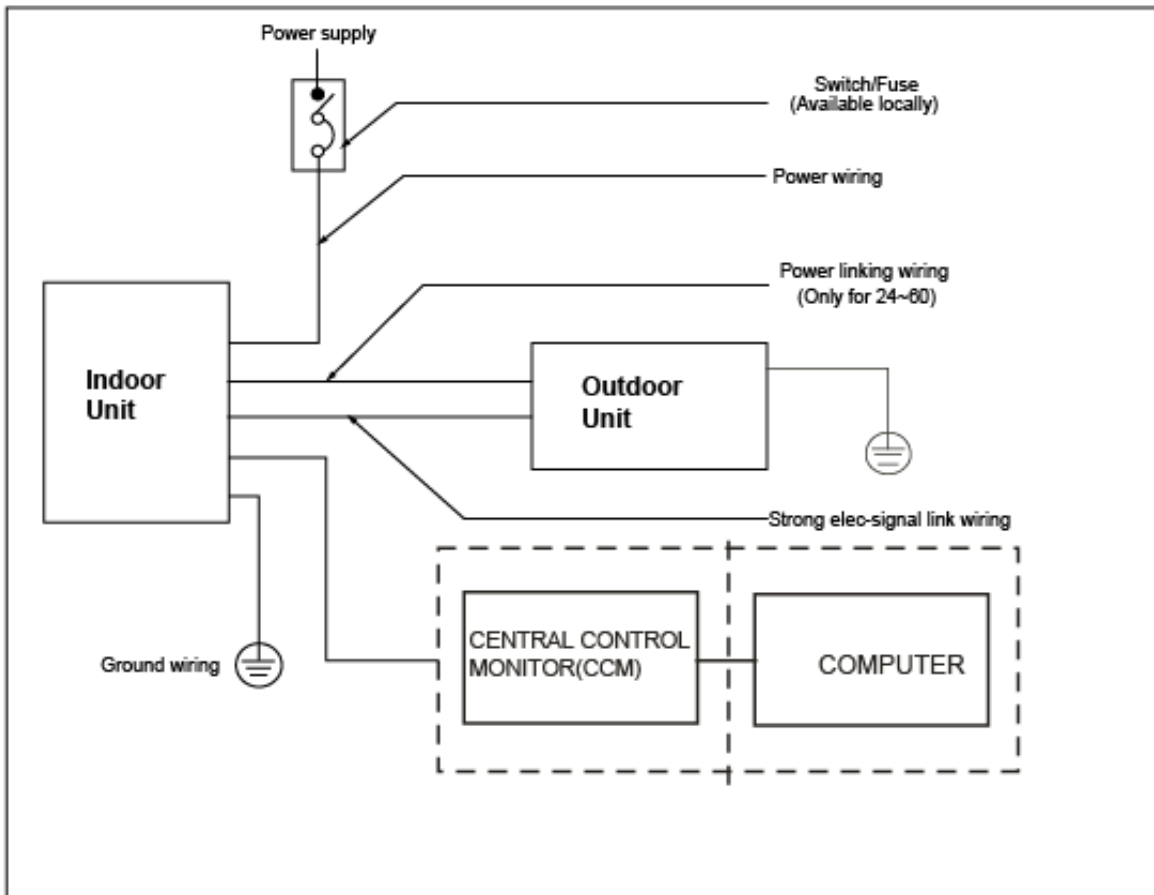 Power supply
Switch/Fuse
(Available locally)
Power wiring
Power linking wiring
(Only for 24~60)
Indoor
Unit
Outdoor
Unit
Strong elec-signal link wiring
CENTRAL CONTROL
MONITOR(CCM)
COMPUTER
Ground wiring